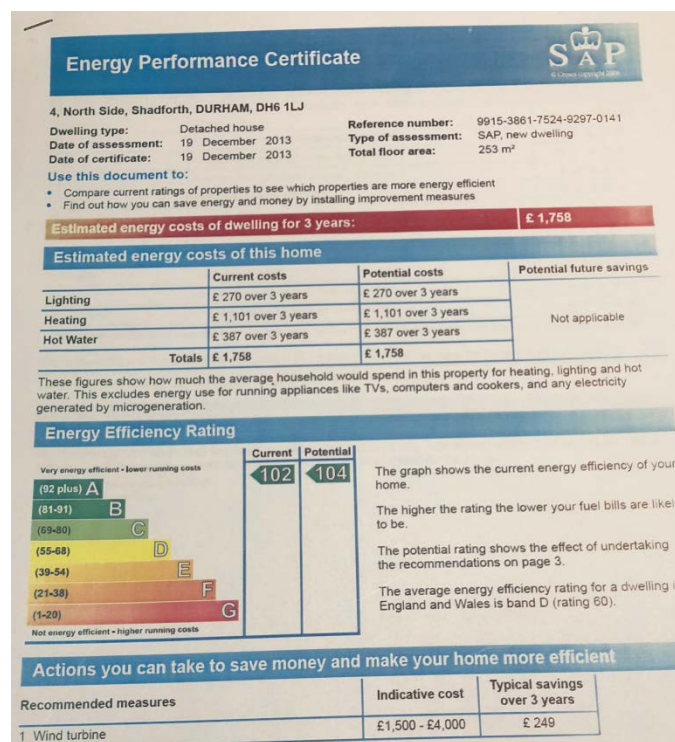 Energy Performance Certificate
SAP
4, North Side, Shadforth, DURHAM, DH6 1LJ
Dwelling type: Detached house
Date of assessment: 19 December 2013
Date of certificate: 19 December 2013
Reference number: 9915-3861-7524-9297-0141
Type of assessment: SAP, new dwelling
Total floor area: 253 m²
Use this document to:
• Compare current ratings of properties to see which properties are more energy efficient
• Find out how you can save energy and money by installing improvement measures
Estimated energy costs of dwelling for 3 years: £ 1,758
Estimated energy costs of this home
Current costs Potential costs Potential future savings
Lighting £ 270 over 3 years £ 270 over 3 years
Heating £ 1,101 over 3 years £ 1,101 over 3 years
Not applicable
Hot Water £ 387 over 3 years £ 387 over 3 years
Totals £ 1,758 £ 1,758
These figures show how much the average household would spend in this property for heating, lighting and hot
water. This excludes energy use for running appliances like TVs, computers and cookers, and any electricity
generated by microgeneration.
Energy Efficiency Rating
Current Potential
Very energy efficient - lower running costs
102 104
(92 plus) A
(81-91) B
(69-80) C
(55-68) D
(39-54) E
(21-38) F
(1-20) G
Not energy efficient - higher running costs
The graph shows the current energy efficiency of your
home.
The higher the rating the lower your fuel bills are likel
to be.
The potential rating shows the effect of undertaking
the recommendations on page 3.
The average energy efficiency rating for a dwelling i
England and Wales is band D (rating 60).
Actions you can take to save money and make your home more efficient
Recommended measures Indicative cost Typical savings
over 3 years
1 Wind turbine £1,500 - £4,000 £ 249